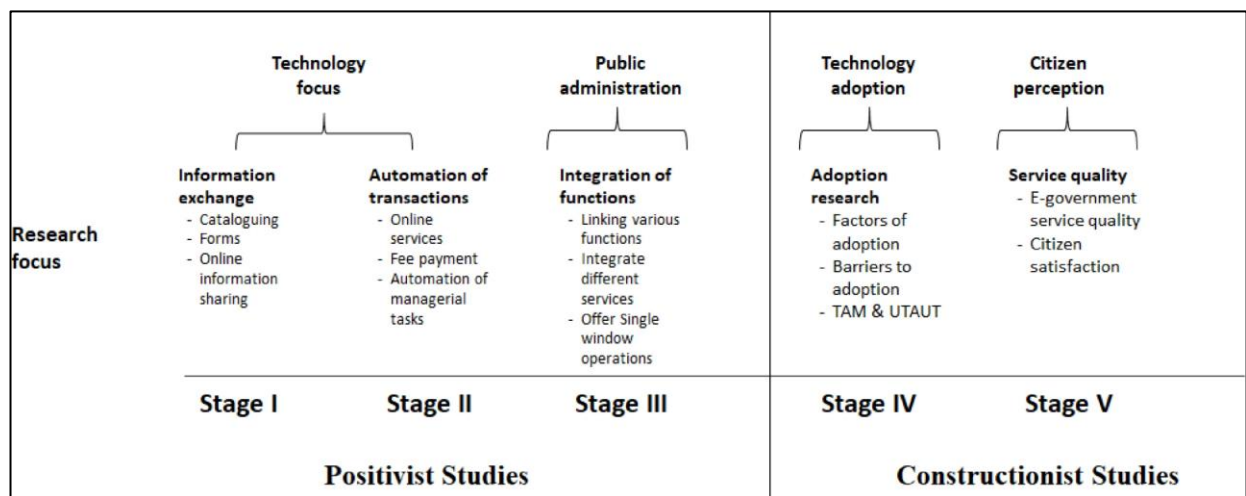 Technology
focus
Public
administration
Technology
adoption
Citizen
perception
Research
focus
Information
exchange
- Cataloguing
- Forms
- Online
information
sharing
Automation of
transactions
- Online
services
- Fee payment
- Automation of
managerial
tasks
Integration of
functions
- Linking various
functions
- Integrate
different
services
- Offer Single
window
operations
Adoption
research
- Factors of
adoption
- Barriers to
adoption
- TAM & UTAUT
Service quality
- E-government
service quality
- Citizen
satisfaction
Stage I
Stage II
Stage III
Stage IV
Stage V
Positivist Studies
Constructionist Studies